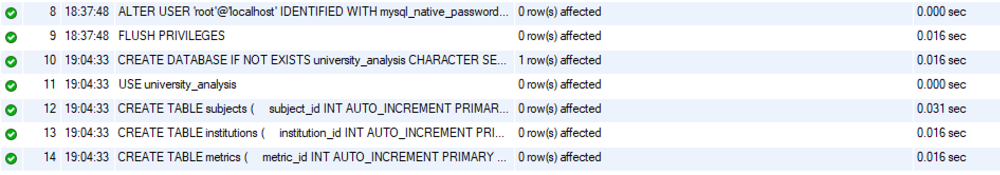 8 18:37:48 ALTER USER 'root'@'localhost' IDENTIFIED WITH mysql_native_password... 0 row(s) affected 0.000 sec
9 18:37:48 FLUSH PRIVILEGES 0 row(s) affected 0.016 sec
10 19:04:33 CREATE DATABASE IF NOT EXISTS university_analysis CHARACTER SE... 1 row(s) affected 0.016 sec
11 19:04:33 USE university_analysis 0 row(s) affected 0.000 sec
12 19:04:33 CREATE TABLE subjects ( subject_id INT AUTO_INCREMENT PRIMAR... 0 row(s) affected 0.031 sec
13 19:04:33 CREATE TABLE institutions ( institution_id INT AUTO_INCREMENT PRI... 0 row(s) affected 0.016 sec
14 19:04:33 CREATE TABLE metrics ( metric_id INT AUTO_INCREMENT PRIMARY ... 0 row(s) affected 0.016 sec